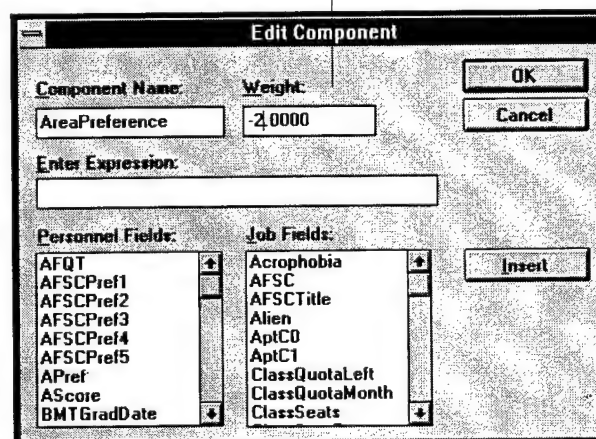 Edit Component
Component Name:
Weight:
OK
AreaPreference
-2.0000
Cancel
Enter Expression:
Personnel Fields:
Job Fields:
AFQT
AFSCPref1
AFSCPref2
AFSCPref3
AFSCPref4
AFSCPref5
APref
AScore
BMTGradDate
Acrophobia
AFSC
AFSCTitle
Alien
AptC0
AptC1
ClassQuotaLeft
ClassQuotaMonth
ClassSeats
Insert